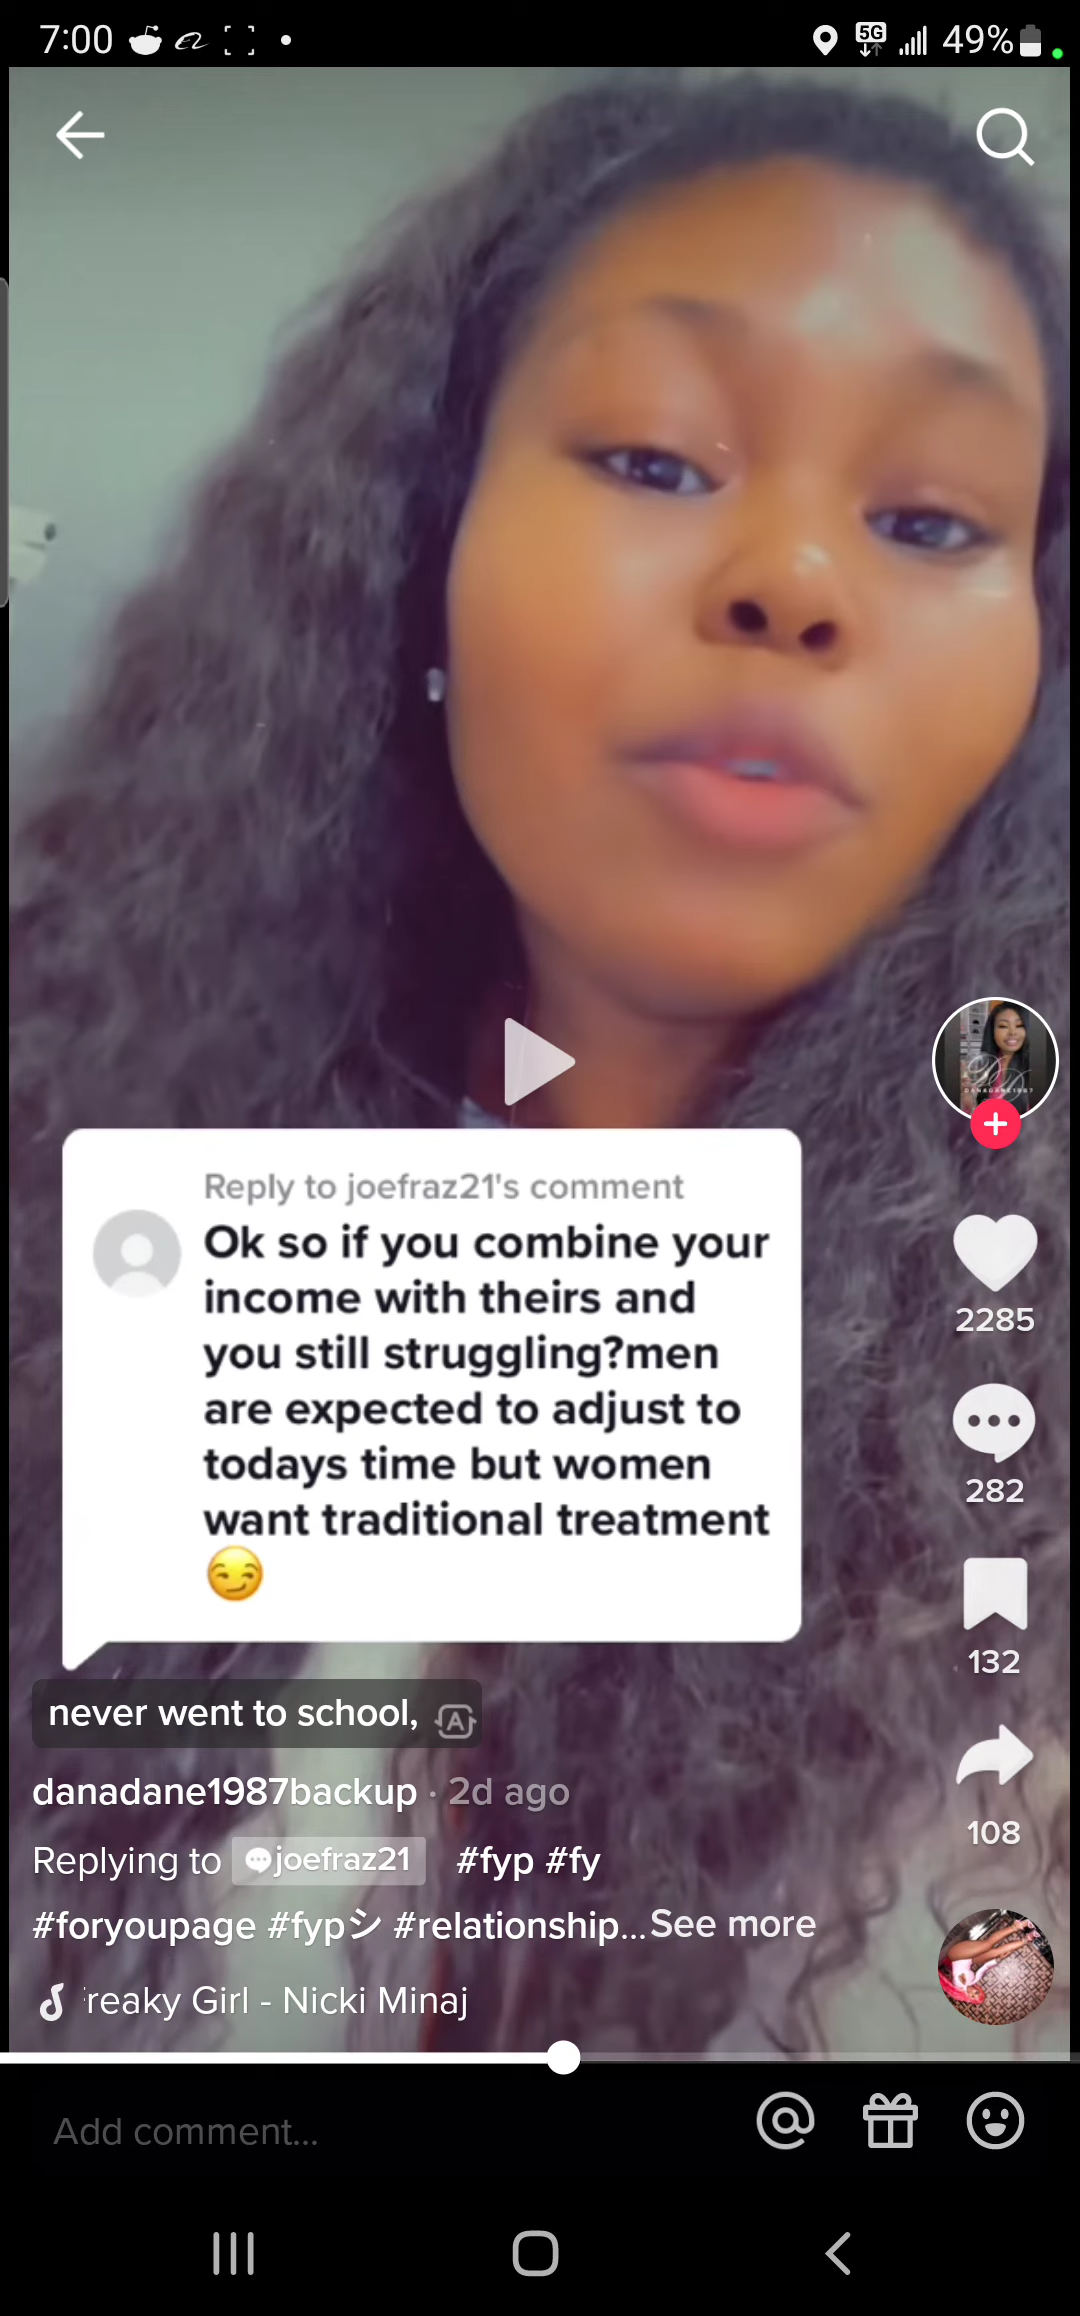 7:00
5G
49%
Reply to joefraz21's comment
Ok so if you combine your
income with theirs and
you still struggling?men
are expected to adjust to
todays time but women
want traditional treatment
😏
2285
282
132
108
never went to school, A
danadane1987backup · 2d ago
Replying to joefraz21 #fyp #fy
#foryoupage #fypシ #relationship...See more
reaky Girl - Nicki Minaj
Add comment...